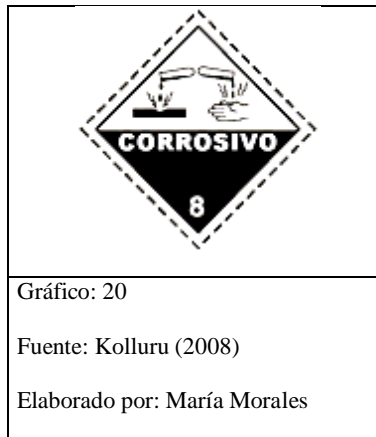 CORROSIVO
8
Gráfico: 20
Fuente: Kolluru (2008)
Elaborado por: María Morales